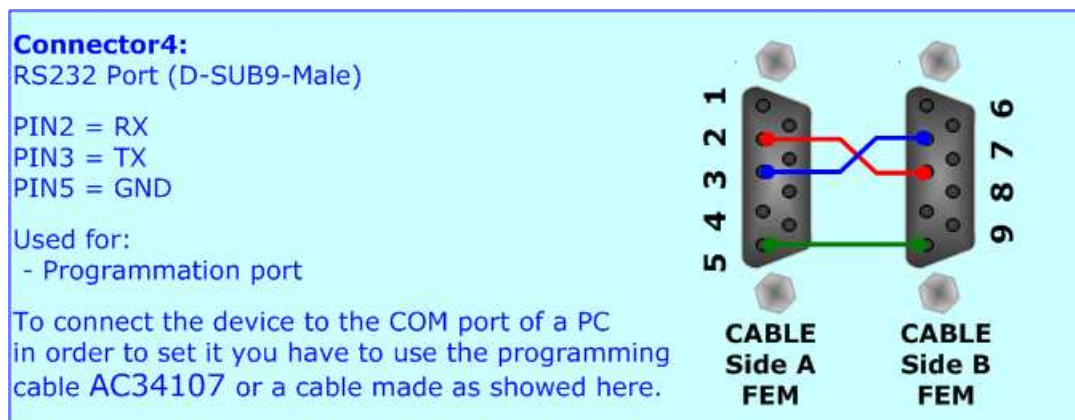 Connector4:
RS232 Port (D-SUB9-Male)
PIN2 = RX
PIN3 = TX
PIN5 = GND
Used for:
- Programmation port
To connect the device to the COM port of a PC
in order to set it you have to use the programming
cable AC34107 or a cable made as showed here.
1
2
3
4
5
6
7
8
9
CABLE
Side A
FEM
CABLE
Side B
FEM